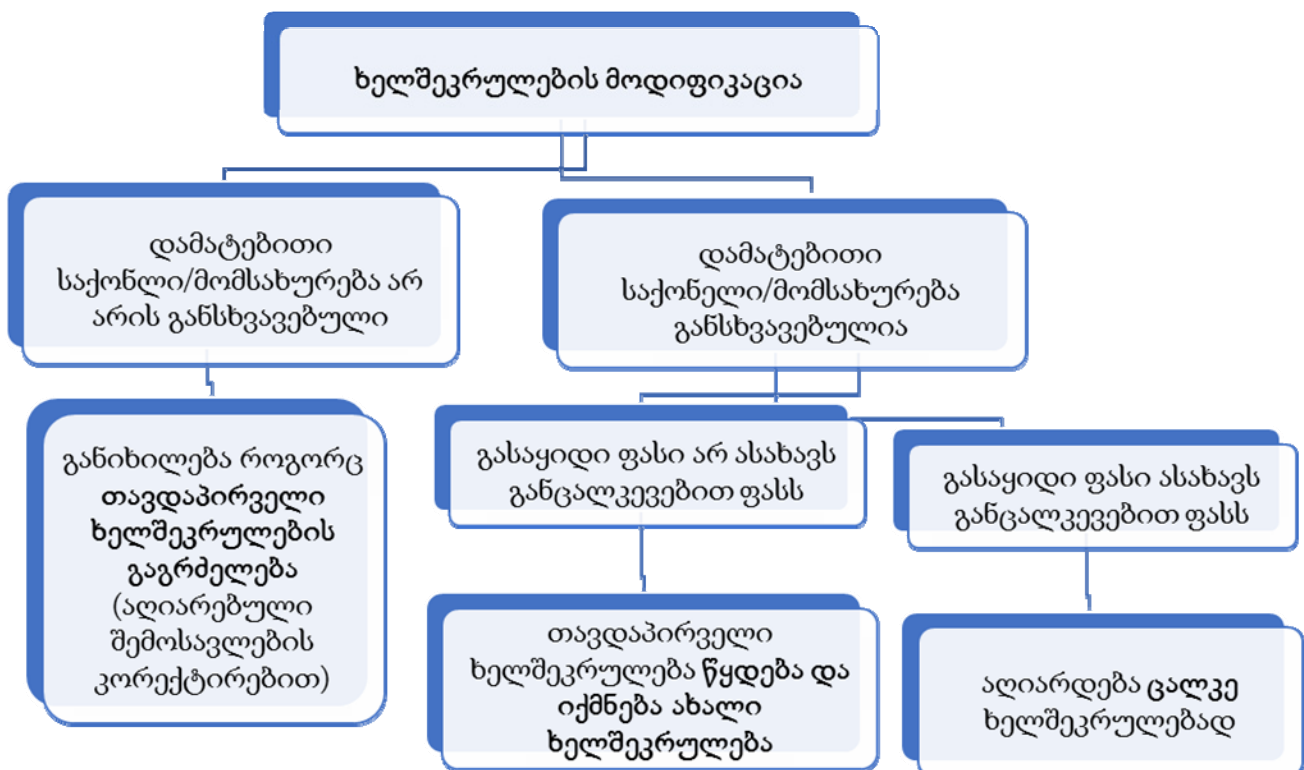 ხელშეკრულების მოდიფიკაცია
დამატებითი
საქონლი/მომსახურება არ
არის განსხვავებული
დამატებითი
საქონელი/მომსახურება
განსხვავებულია
განიხილება როგორც
თავდაპირველი
ხელშეკრულების
გაგრძელება
(აღიარებული
შემოსავლების
კორექტირებით)
გასაყიდი ფასი არ ასახავს
განცალკევებით ფასს
გასაყიდი ფასი ასახავს
განცალკევებით ფასს
თავდაპირველი
ხელშეკრულება წყდება და
იქმნება ახალი
ხელშეკრულება
აღიარდება ცალკე
ხელშეკრულებად